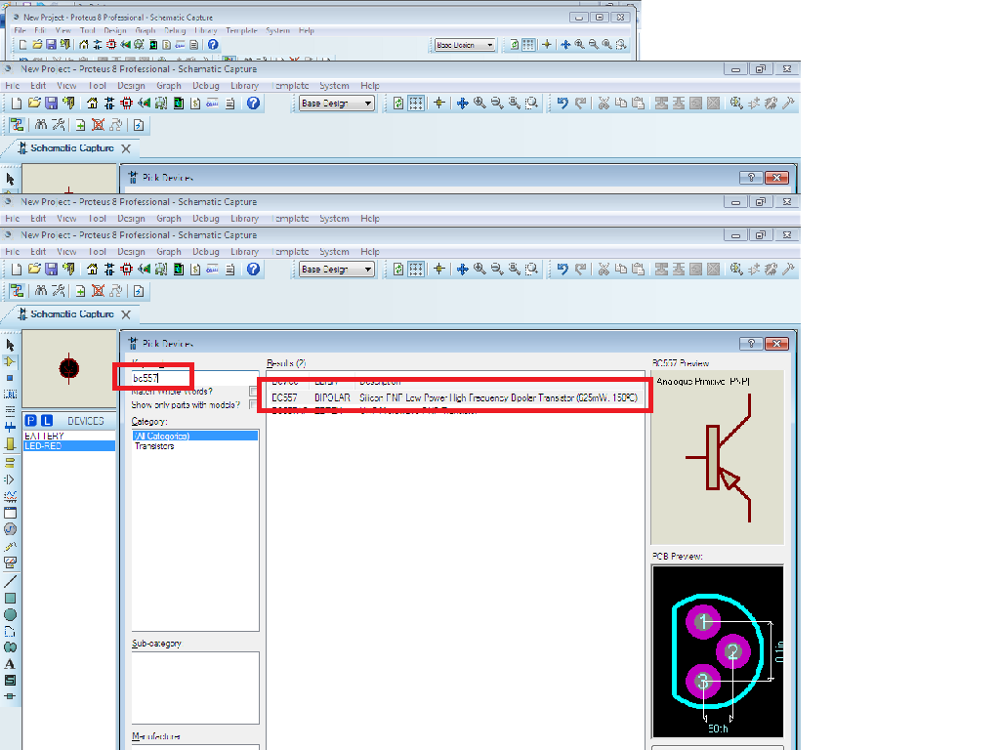 New Project - Proteus 8 Professional - Schematic Capture
File Edit View Tool Design Graph Debug Library Template System Help
Base Design
New Project - Proteus 8 Professional - Schematic Capture
File Edit View Tool Design Graph Debug Library Template System Help
Base Design
Schematic Capture
Pick Devices
New Project - Proteus 8 Professional - Schematic Capture
File Edit View Tool Design Graph Debug Library Template System Help
New Project - Proteus 8 Professional - Schematic Capture
File Edit View Tool Design Graph Debug Library Template System Help
Base Design
Schematic Capture
Pick Devices
Results (2)
BC557 Preview
bc557
Analogue Primitive [PNP]
Match Whole Words?
BC557 BIPOLAR Silicon PNP Low Power High Frequency Bipolar Transistor (625mW, 150ºC)
Show only parts with models?
P L DEVICES
Category:
BATTERY
(All Categories)
LED-RED
Transistors
PCB Preview:
1
2
3
0.1in
50th
Sub-category
Manufacturer